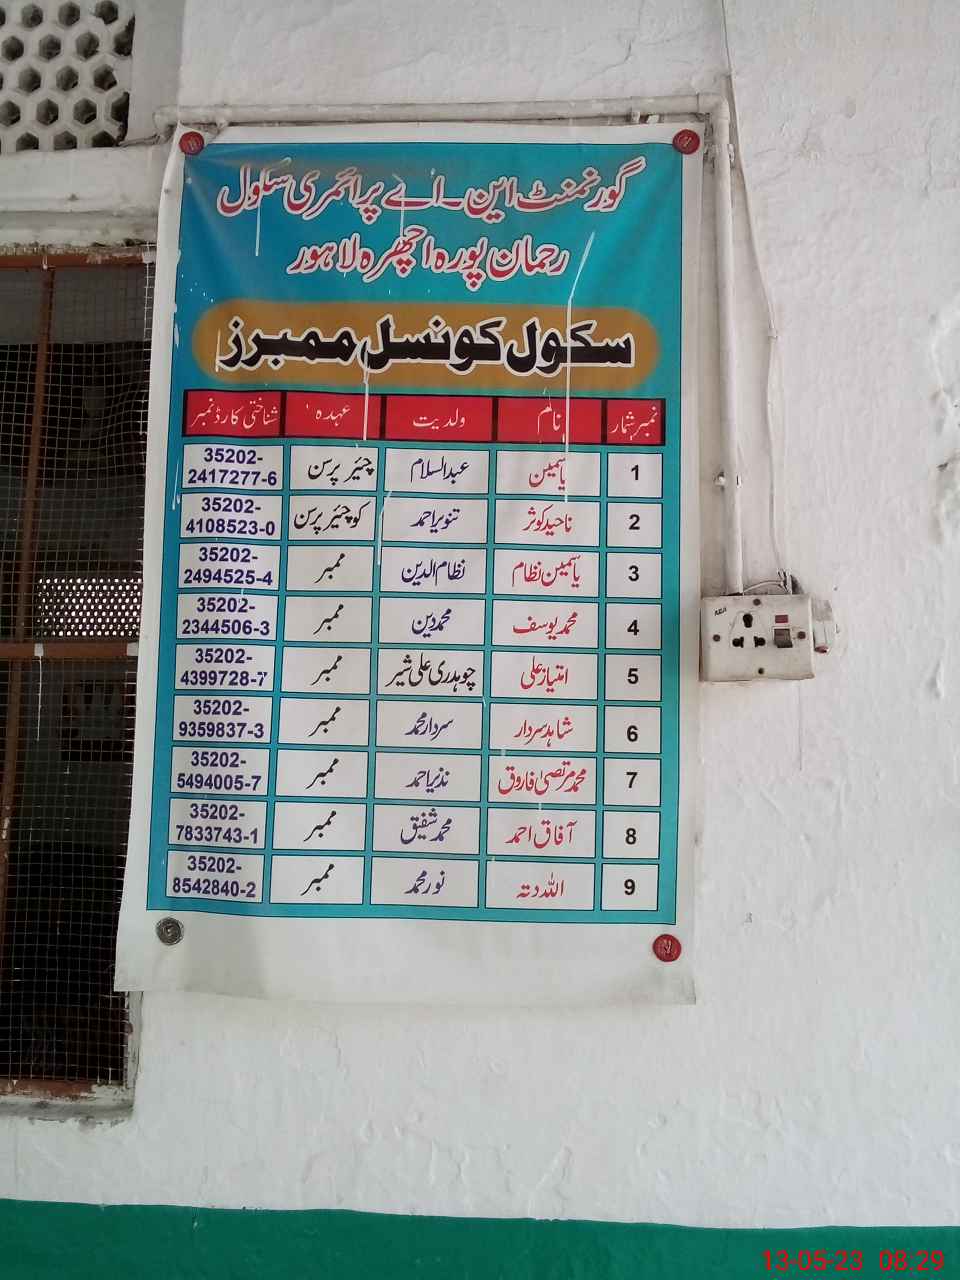 گورنمنٹ این۔اے پرائمری سکول
رحمان پورہ اچھرہ لاہور
سکول کونسل ممبرز
نمبر شمار نام ولدیت عہدہ شناختی کارڈ نمبر
1 یاسمین عبدالسلام چئیر پرسن 35202-2417277-6
2 ناحید کوثر تنویر احمد کو چئیر پرسن 35202-4108523-0
3 یاسمین نظام نظام الدین ممبر 35202-2494525-4
4 محمد یوسف محمد دین ممبر 35202-2344506-3
5 امتیاز علی چوہدری علی شیر ممبر 35202-4399728-7
6 شاہد سردار سردار محمد ممبر 35202-9359837-3
7 محمد مرتضیٰ فاروق نذیر احمد ممبر 35202-5494005-7
8 آفاق احمد محمد شفیق ممبر 35202-7833743-1
9 اللہ دتہ نور محمد ممبر 35202-8542840-2
13-05-23 08:29